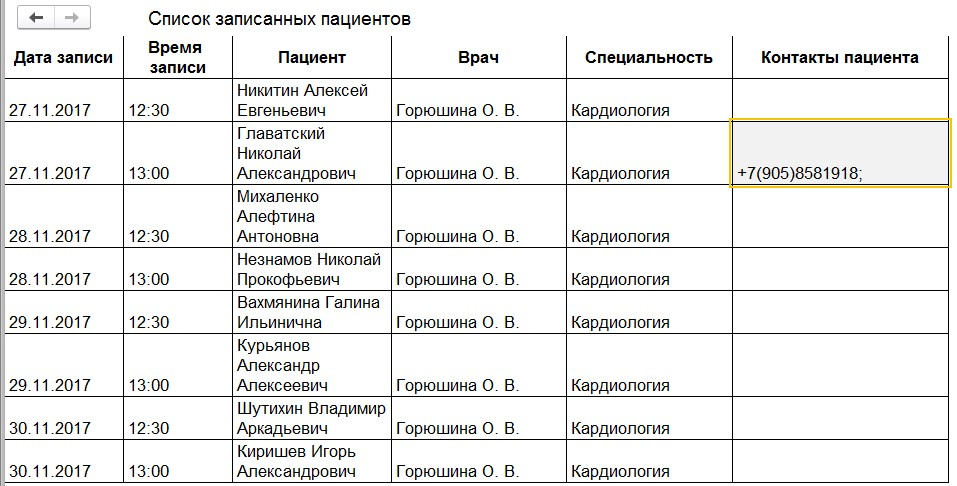 Список записанных пациентов
Дата записи
Время
записи
Пациент
Врач
Специальность
Контакты пациента
27.11.2017
12:30
Никитин Алексей
Евгеньевич
Горюшина О. В.
Кардиология
27.11.2017
13:00
Главатский
Николай
Александрович
Горюшина О. В.
Кардиология
+7(905)8581918;
28.11.2017
12:30
Михаленко
Алефтина
Антоновна
Горюшина О. В.
Кардиология
28.11.2017
13:00
Незнамов Николай
Прокофьевич
Горюшина О. В.
Кардиология
29.11.2017
12:30
Вахмянина Галина
Ильинична
Горюшина О. В.
Кардиология
29.11.2017
13:00
Курьянов
Александр
Алексеевич
Горюшина О. В.
Кардиология
30.11.2017
12:30
Шутихин Владимир
Аркадьевич
Горюшина О. В.
Кардиология
30.11.2017
13:00
Киришев Игорь
Александрович
Горюшина О. В.
Кардиология